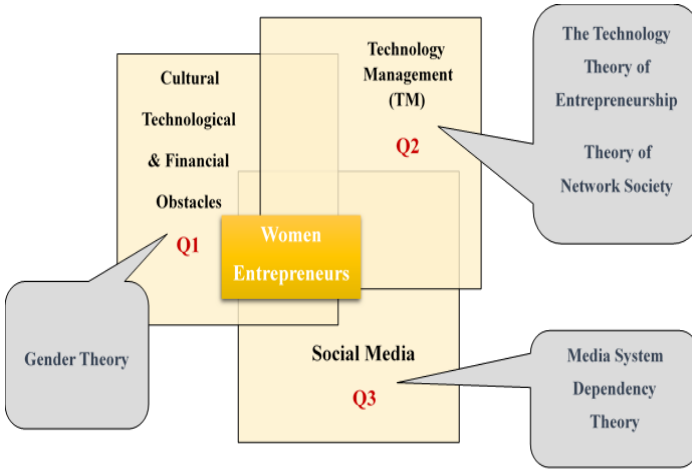 Cultural
Technological
& Financial
Obstacles
Q1
Technology
Management
(TM)
Q2
The Technology
Theory of
Entrepreneurship
Theory of
Network Society
Women
Entrepreneurs
Gender Theory
Social Media
Q3
Media System
Dependency
Theory